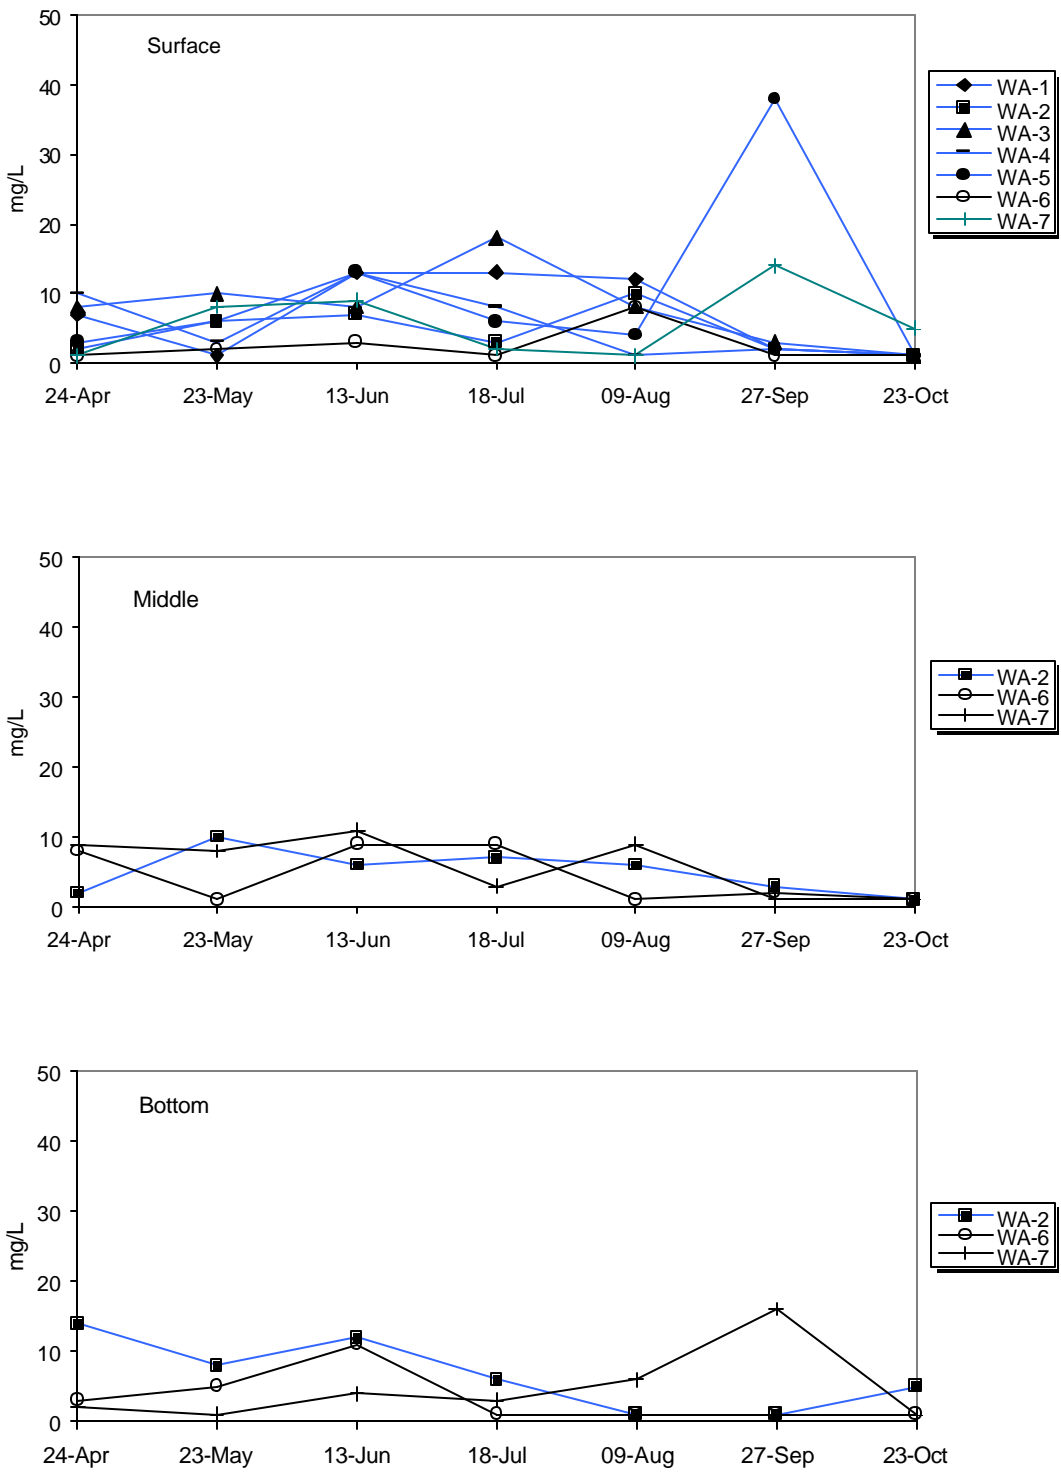 Surface
50
40
30
20
10
0
mg/L
24-Apr 23-May 13-Jun 18-Jul 09-Aug 27-Sep 23-Oct
WA-1
WA-2
WA-3
WA-4
WA-5
WA-6
WA-7
Middle
50
40
30
20
10
0
mg/L
24-Apr 23-May 13-Jun 18-Jul 09-Aug 27-Sep 23-Oct
WA-2
WA-6
WA-7
Bottom
50
40
30
20
10
0
mg/L
24-Apr 23-May 13-Jun 18-Jul 09-Aug 27-Sep 23-Oct
WA-2
WA-6
WA-7